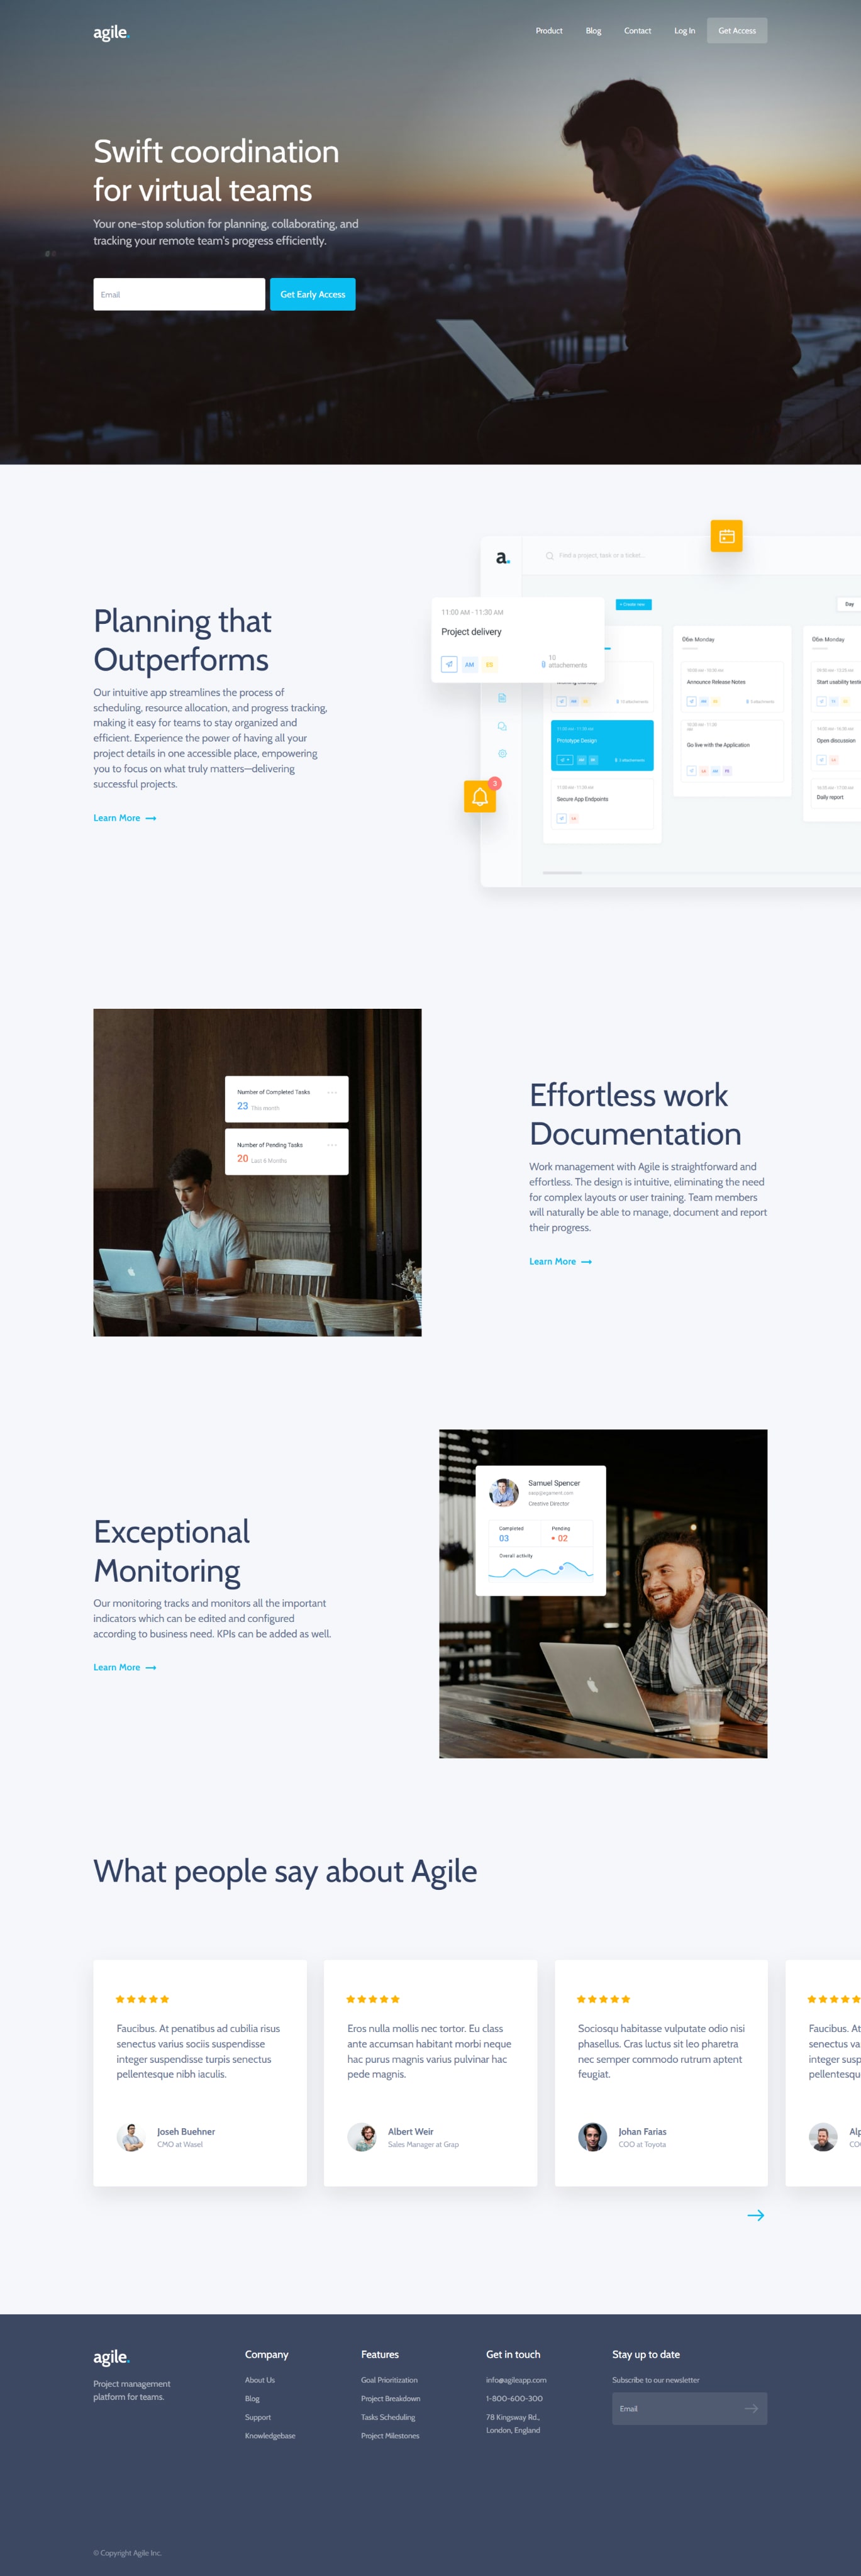 agile.
Product
Blog
Contact
Log In
Get Access
Swift coordination
for virtual teams
Your one-stop solution for planning, collaborating, and
tracking your remote team's progress efficiently.
Email
Get Early Access
Planning that
Outperforms
Our intuitive app streamlines the process of
scheduling, resource allocation, and progress tracking,
making it easy for teams to stay organized and
efficient. Experience the power of having all your
project details in one accessible place, empowering
you to focus on what truly matters—delivering
successful projects.
Learn More
a.
Find a project, task or a ticket...
+ Create new
Day
11:00 AM - 11:30 AM
Project delivery
AM
10
attachements
3
Prototype Design
Secure App Endpoints
06w Monday
Announce Release Notes
Go live with the Application
06w Monday
Open discussion
Daily report
Number of Completed Tasks
23 This month
Number of Pending Tasks
20 Last 6 Months
Effortless work
Documentation
Work management with Agile is straightforward and
effortless. The design is intuitive, eliminating the need
for complex layouts or user training. Team members
will naturally be able to manage, document and report
their progress.
Learn More
Exceptional
Monitoring
Our monitoring tracks and monitors all the important
indicators which can be edited and configured
according to business need. KPIs can be added as well.
Learn More
Samuel Spencer
Creative Director
Completed
03
Pending
02
Overall activity
What people say about Agile
Faucibus. At penatibus ad cubilia risus
senectus varius sociis suspendisse
integer suspendisse turpis senectus
pellentesque nibh iaculis.
Joseh Buehner
CMO at Wasel
Eros nulla mollis nec tortor. Eu class
ante accumsan habitant morbi neque
hac purus magnis varius pulvinar hac
pede magnis.
Albert Weir
Sales Manager at Grap
Sociosqu habitasse vulputate odio nisi
phasellus. Cras luctus sit leo pharetra
nec semper commodo rutrum aptent
feugiat.
Johan Farias
COO at Toyota
Faucibus. At
senectus va
integer susp
pellentesqu
Alp
agile.
Project management
platform for teams.
Company
About Us
Blog
Support
Knowledgebase
Features
Goal Prioritization
Project Breakdown
Tasks Scheduling
Project Milestones
Get in touch
info@agileapp.com
1-800-600-300
78 Kingsway Rd.,
London, England
Stay up to date
Subscribe to our newsletter
Email
© Copyright Agile Inc.